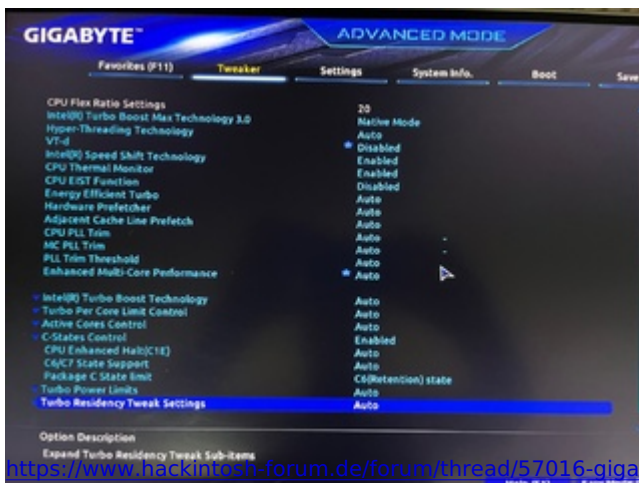 GIGABYTE™
ADVANCED MODE
Favorites (F11) Tweaker Settings System Info. Boot Save
CPU Flex Ratio Settings 20
Intel(R) Turbo Boost Max Technology 3.0 Native Mode
Hyper-Threading Technology Auto
VT-d Disabled
Intel(R) Speed Shift Technology Enabled
CPU Thermal Monitor Enabled
CPU EIST Function Disabled
Energy Efficient Turbo Auto
Hardware Prefetcher Auto
Adjacent Cache Line Prefetch Auto
CPU PLL Trim Auto
MC PLL Trim Auto
PLL Trim Threshold Auto
Enhanced Multi-Core Performance Auto
Intel(R) Turbo Boost Technology Auto
Turbo Per Core Limit Control Auto
Active Cores Control Auto
C-States Control Enabled
CPU Enhanced Halt(C1E) Auto
C6/C7 State Support Auto
Package C State limit C6(Retention) state
Turbo Power Limits Auto
Turbo Residency Tweak Settings Auto
Option Description
Expand Turbo Residency Tweak Sub-items
https://www.hackintosh-forum.de/forum/thread/57016-giga